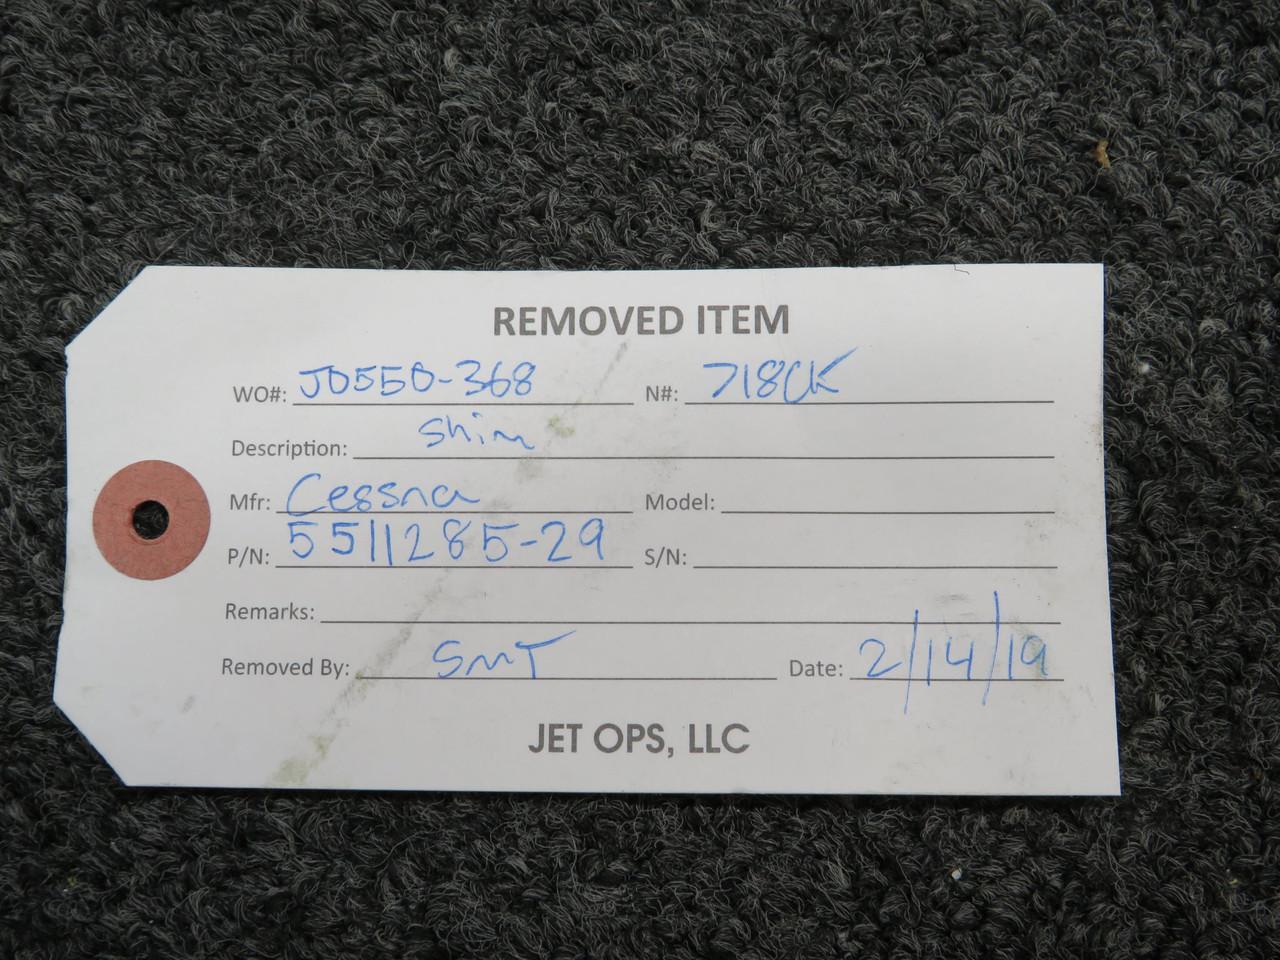 REMOVED ITEM
WO#: JO550-368 N#: 718CK
Description: Shim
Mfr: Cessna Model:
P/N: 5511285-29 S/N:
Remarks:
Removed By: SMT Date: 2/14/19
JET OPS, LLC